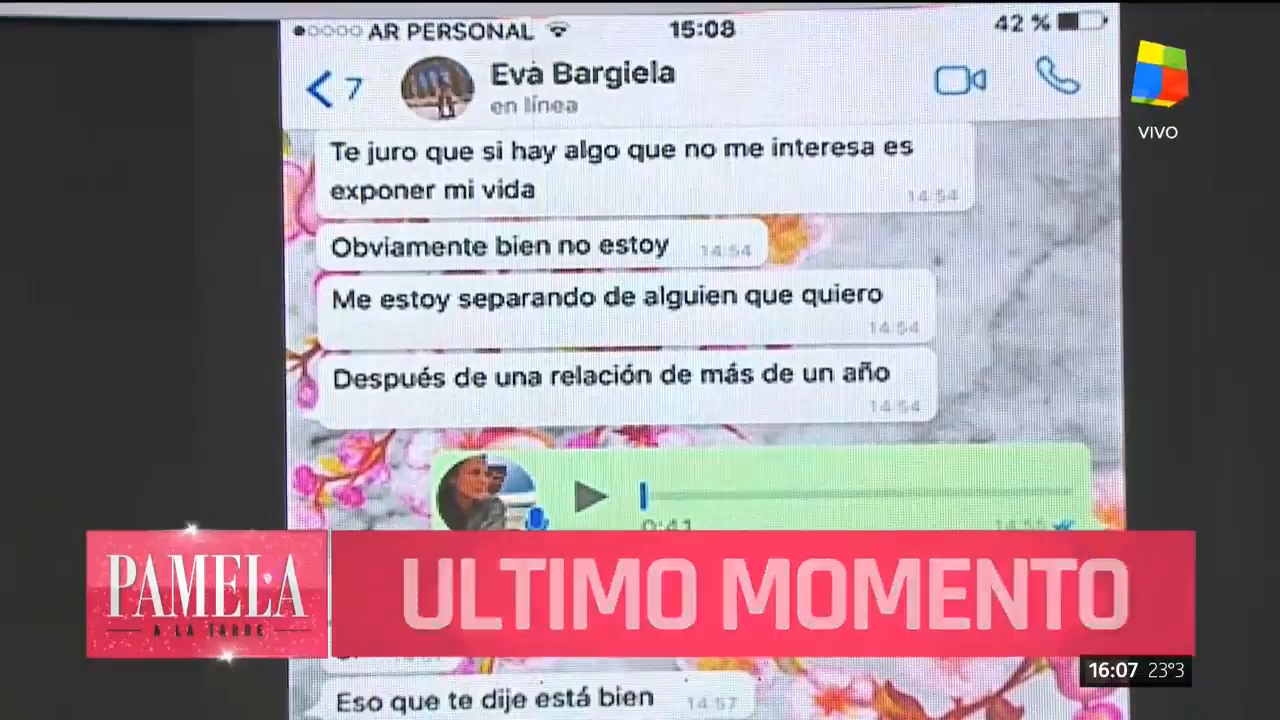 AR PERSONAL 15:08 42 %
7 Eva Bargiela
en línea
VIVO
Te juro que si hay algo que no me interesa es
exponer mi vida
14:54
Obviamente bien no estoy 14:54
Me estoy separando de alguien que quiero
14:54
Después de una relación de más de un año
14:54
0:41
PAMELA
A LA TARDE
ULTIMO MOMENTO
16:07 23°3
Eso que te dije está bien 14:57